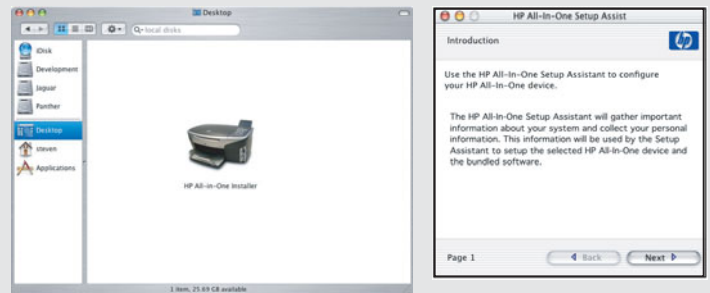 Desktop
Q- local disks
iDisk
Development
Jaguar
Panther
Desktop
steven
Applications
HP All-in-One Installer
1 item, 25.69 GB available
HP All-In-One Setup Assist
Introduction
hp
Use the HP All-In-One Setup Assistant to configure
your HP All-In-One device.
The HP All-In-One Setup Assistant will gather important
information about your system and collect your personal
information. This information will be used by the Setup
Assistant to setup the selected HP All-In-One device and
the bundled software.
Page 1
Back
Next